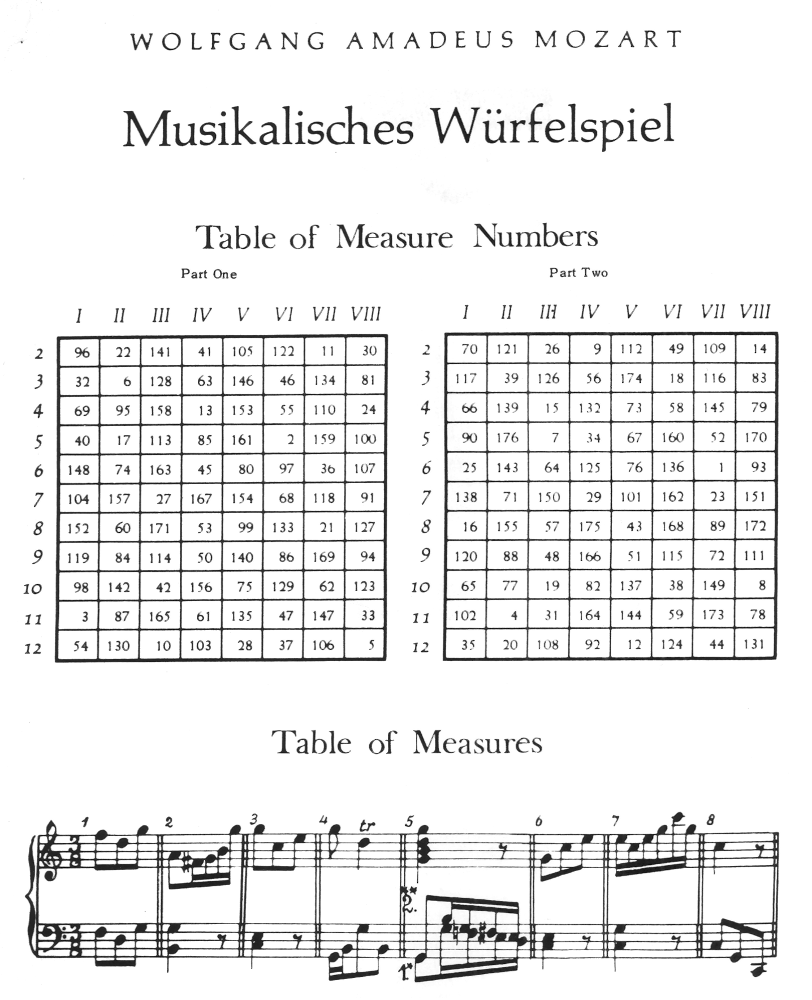 WOLFGANG AMADEUS MOZART
Musikalisches Würfelspiel
Table of Measure Numbers
Part One
I II III IV V VI VII VIII
2 96 22 141 41 105 122 11 30
3 32 6 128 63 146 46 134 81
4 69 95 158 13 153 55 110 24
5 40 17 113 85 161 2 159 100
6 148 74 163 45 80 97 36 107
7 104 157 27 167 154 68 118 91
8 152 60 171 53 99 133 21 127
9 119 84 114 50 140 86 169 94
10 98 142 42 156 75 129 62 123
11 3 87 165 61 135 47 147 33
12 54 130 10 103 28 37 106 5
Part Two
I II III IV V VI VII VIII
2 70 121 26 9 112 49 109 14
3 117 39 126 56 174 18 116 83
4 66 139 15 132 73 58 145 79
5 90 176 7 34 67 160 52 170
6 25 143 64 125 76 136 1 93
7 138 71 150 29 101 162 23 151
8 16 155 57 175 43 168 89 172
9 120 88 48 166 51 115 72 111
10 65 77 19 82 137 38 149 8
11 102 4 31 164 144 59 173 78
12 35 20 108 92 12 124 44 131
Table of Measures
1 2 3 4 tr 5 6 7 8
3 8
**
2.
3 8
1*